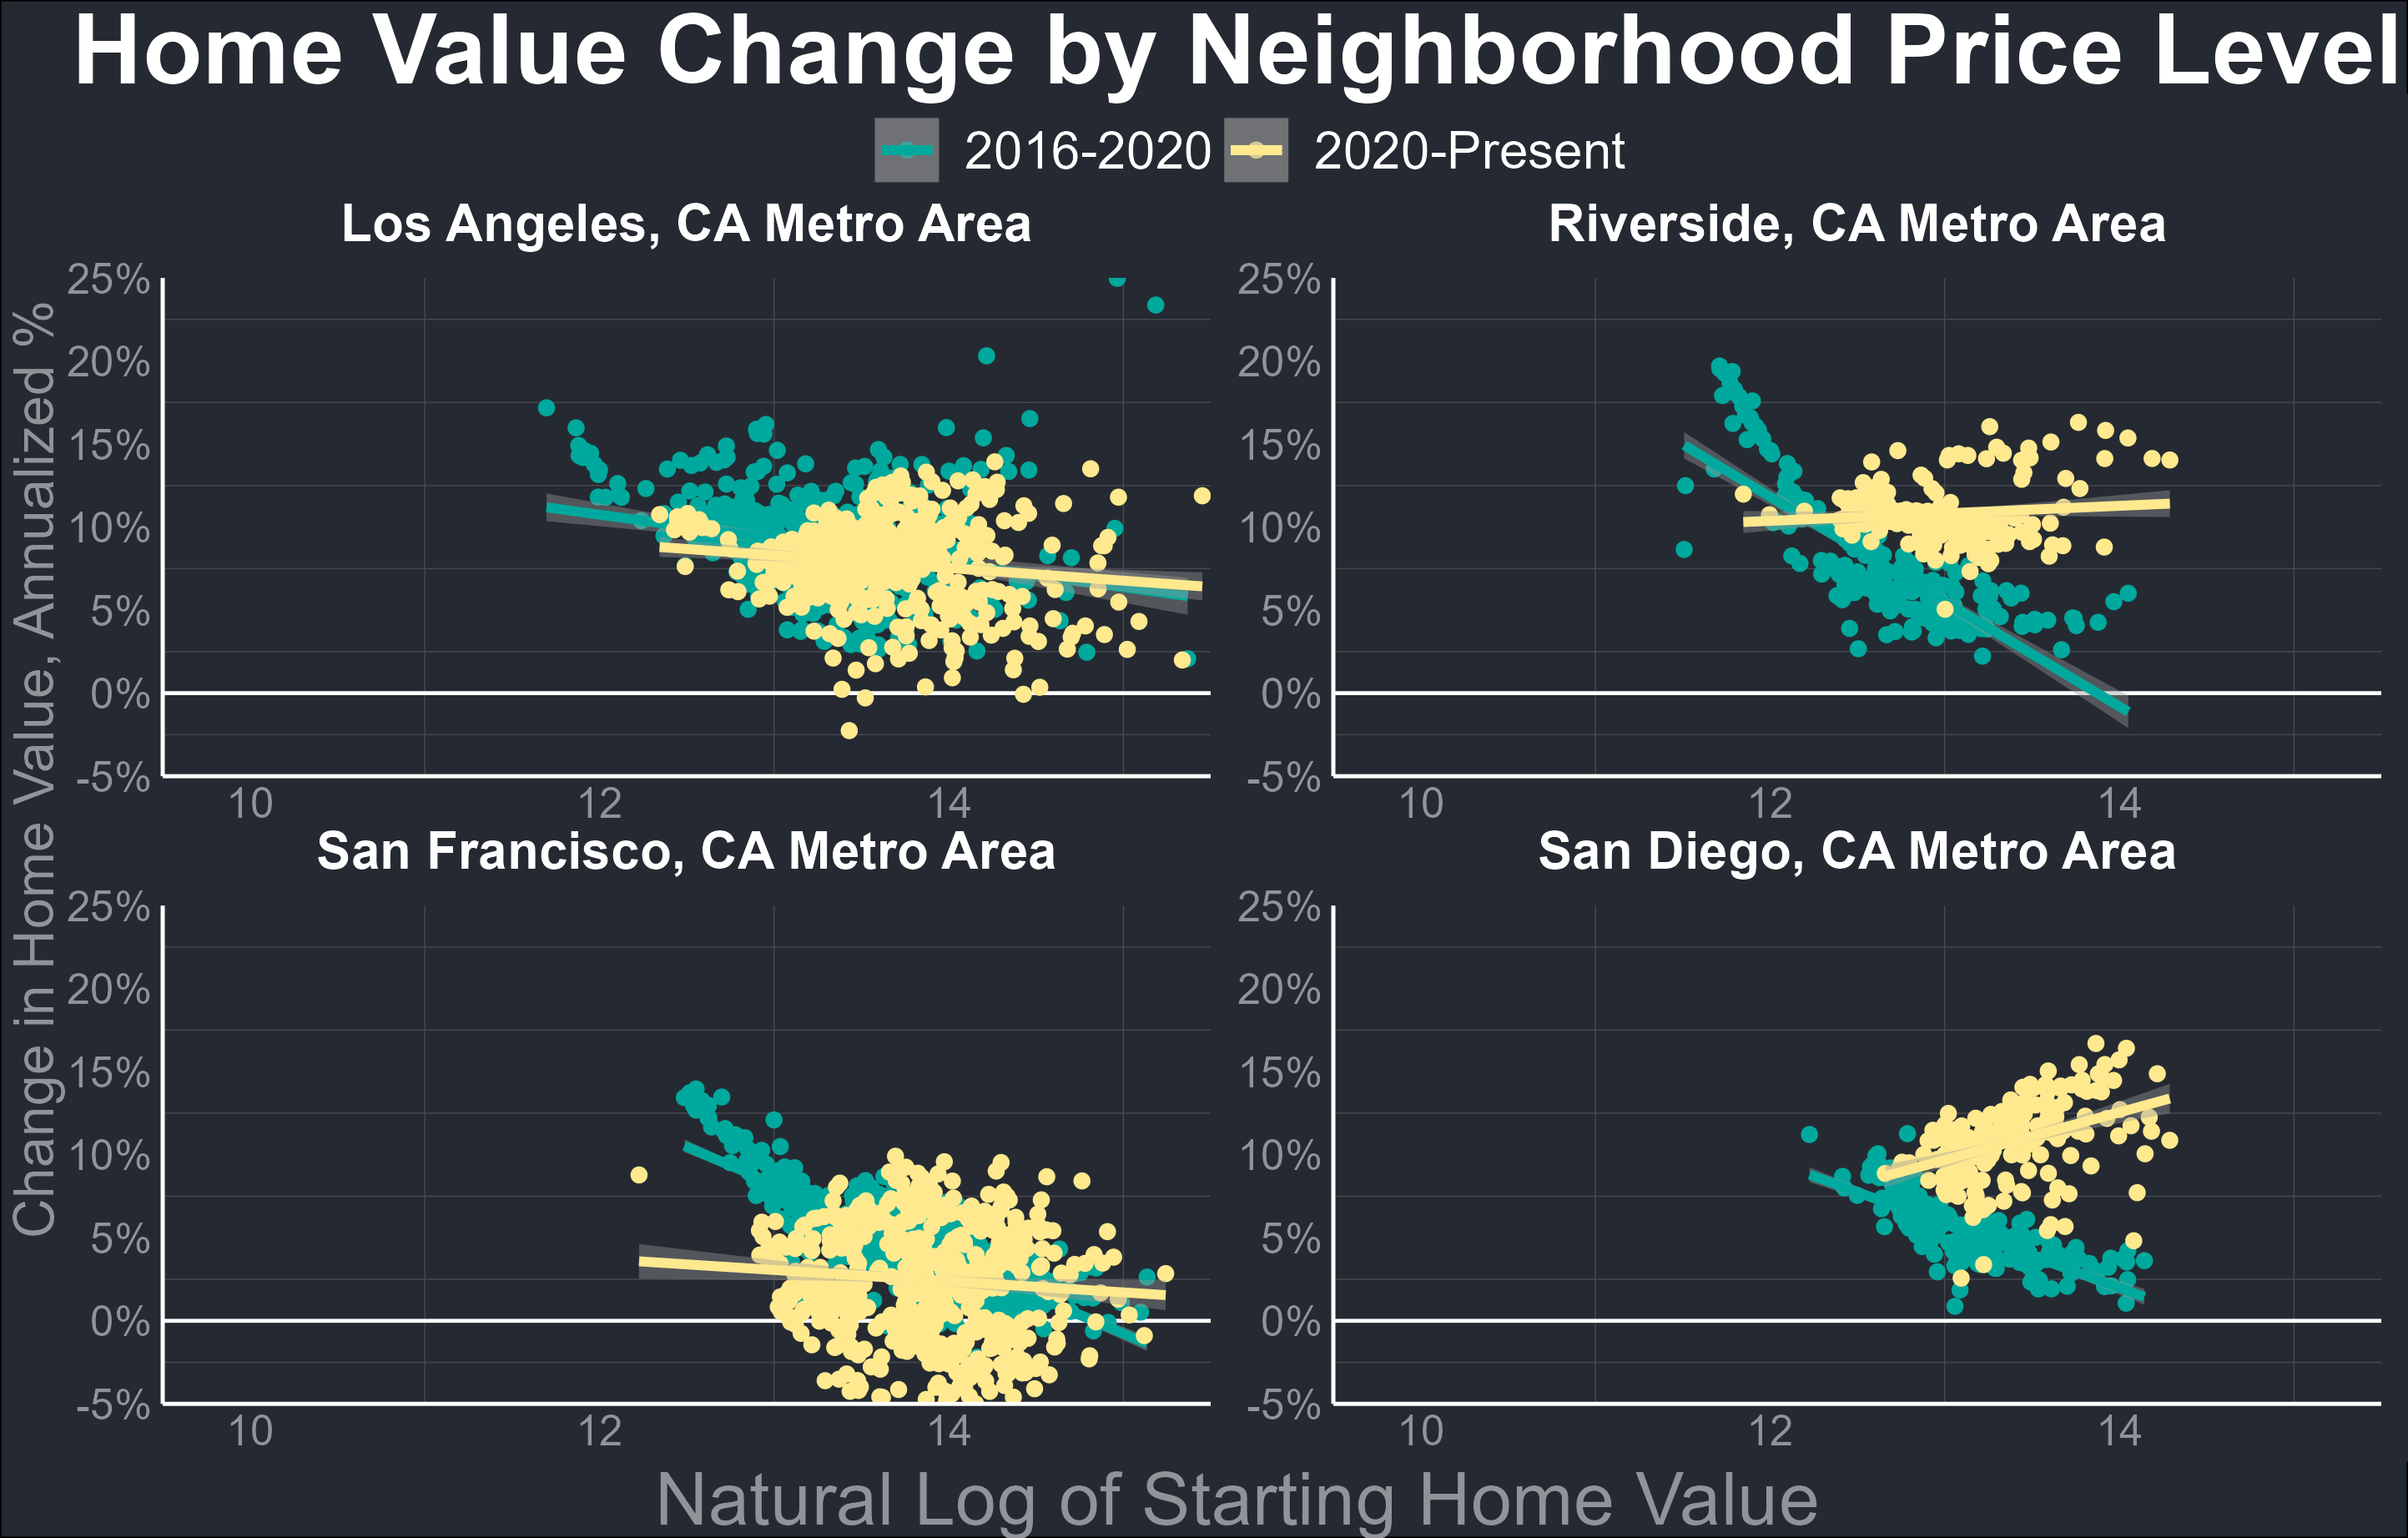 Home Value Change by Neighborhood Price Level
2016-2020 2020-Present
Change in Home Value, Annualized %
Los Angeles, CA Metro Area
25%
20%
15%
10%
5%
0%
-5%
10 12 14
Riverside, CA Metro Area
25%
20%
15%
10%
5%
0%
-5%
10 12 14
San Francisco, CA Metro Area
25%
20%
15%
10%
5%
0%
-5%
10 12 14
San Diego, CA Metro Area
25%
20%
15%
10%
5%
0%
-5%
10 12 14
Natural Log of Starting Home Value